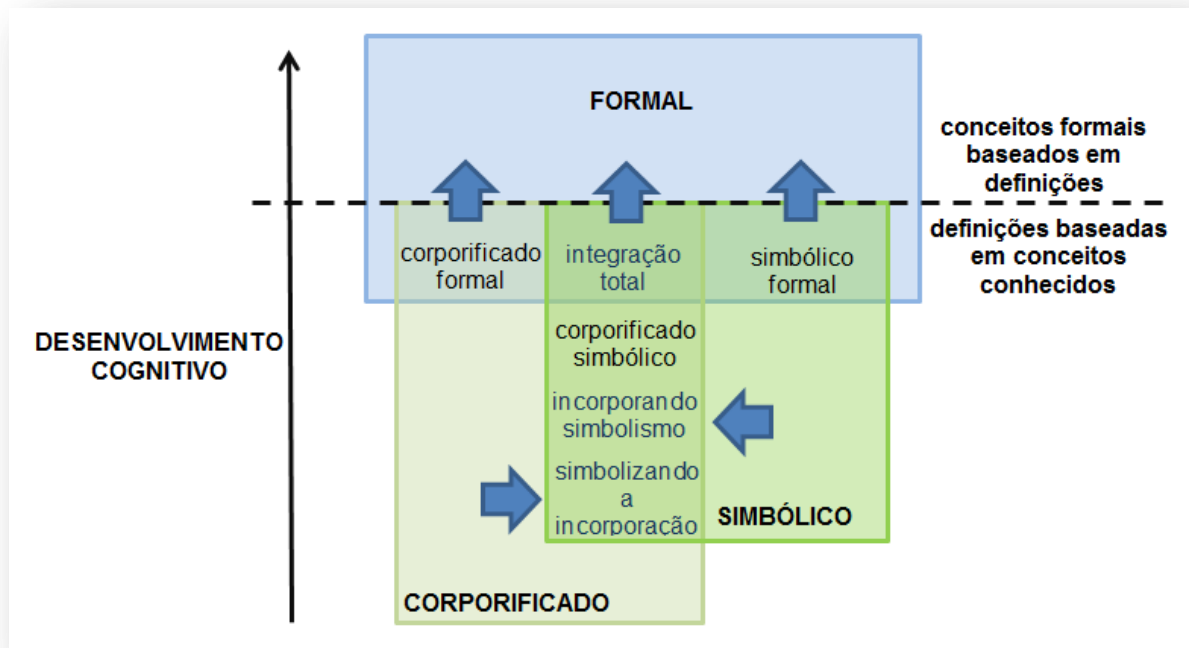 FORMAL
conceitos formais
baseados em
definições
definições baseadas
em conceitos
conhecidos
corporificado
formal
integração
total
simbólico
formal
DESENVOLVIMENTO
COGNITIVO
corporificado
simbólico
incorporando
simbolismo
simbolizando
a
incorporação
SIMBÓLICO
CORPORIFICADO